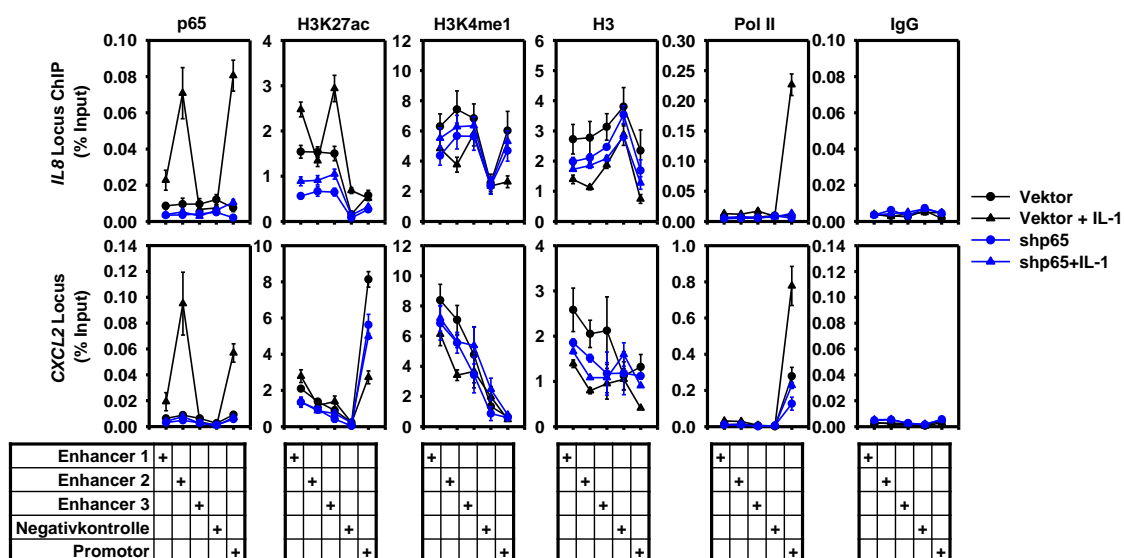 p65 H3K27ac H3K4me1 H3 Pol II IgG
IL8 Locus ChIP
(% Input)
0.10 4 12 6 0.30 0.10
0.08 0.25 0.08
0.06 3 10 5 0.20 0.06
0.04 2 8 4 0.15 0.04
0.02 1 6 3 0.10 0.02
0.00 0 4 2 0.05 0.00
2 1 0.00
0 0
Vektor
Vektor + IL-1
shp65
shp65+IL-1
CXCL2 Locus
(% Input)
0.14 10 12 4 1.0 0.14
0.12 8 10 3 0.8 0.12
0.10 6 8 2 0.6 0.10
0.08 4 6 1 0.4 0.08
0.06 2 4 0 0.2 0.06
0.04 0 2 0.0 0.04
0.02 0 0.02
0.00 0.00
Enhancer 1 + + + + + +
Enhancer 2 + + + + + +
Enhancer 3 + + + + + +
Negativkontrolle + + + + + +
Promotor + + + + + +